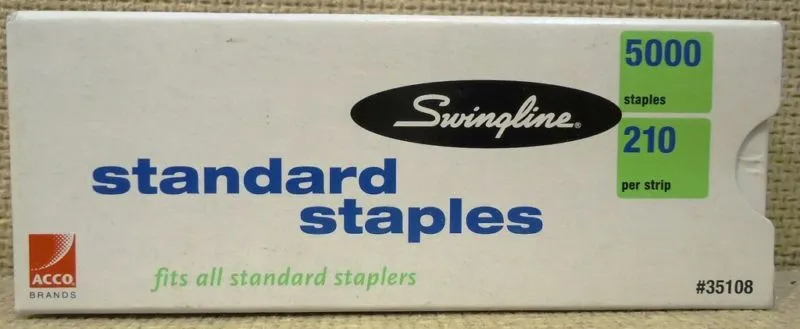 5000
staples
Swingline®
210
per strip
standard
staples
ACCO®
BRANDS
fits all standard staplers
#35108